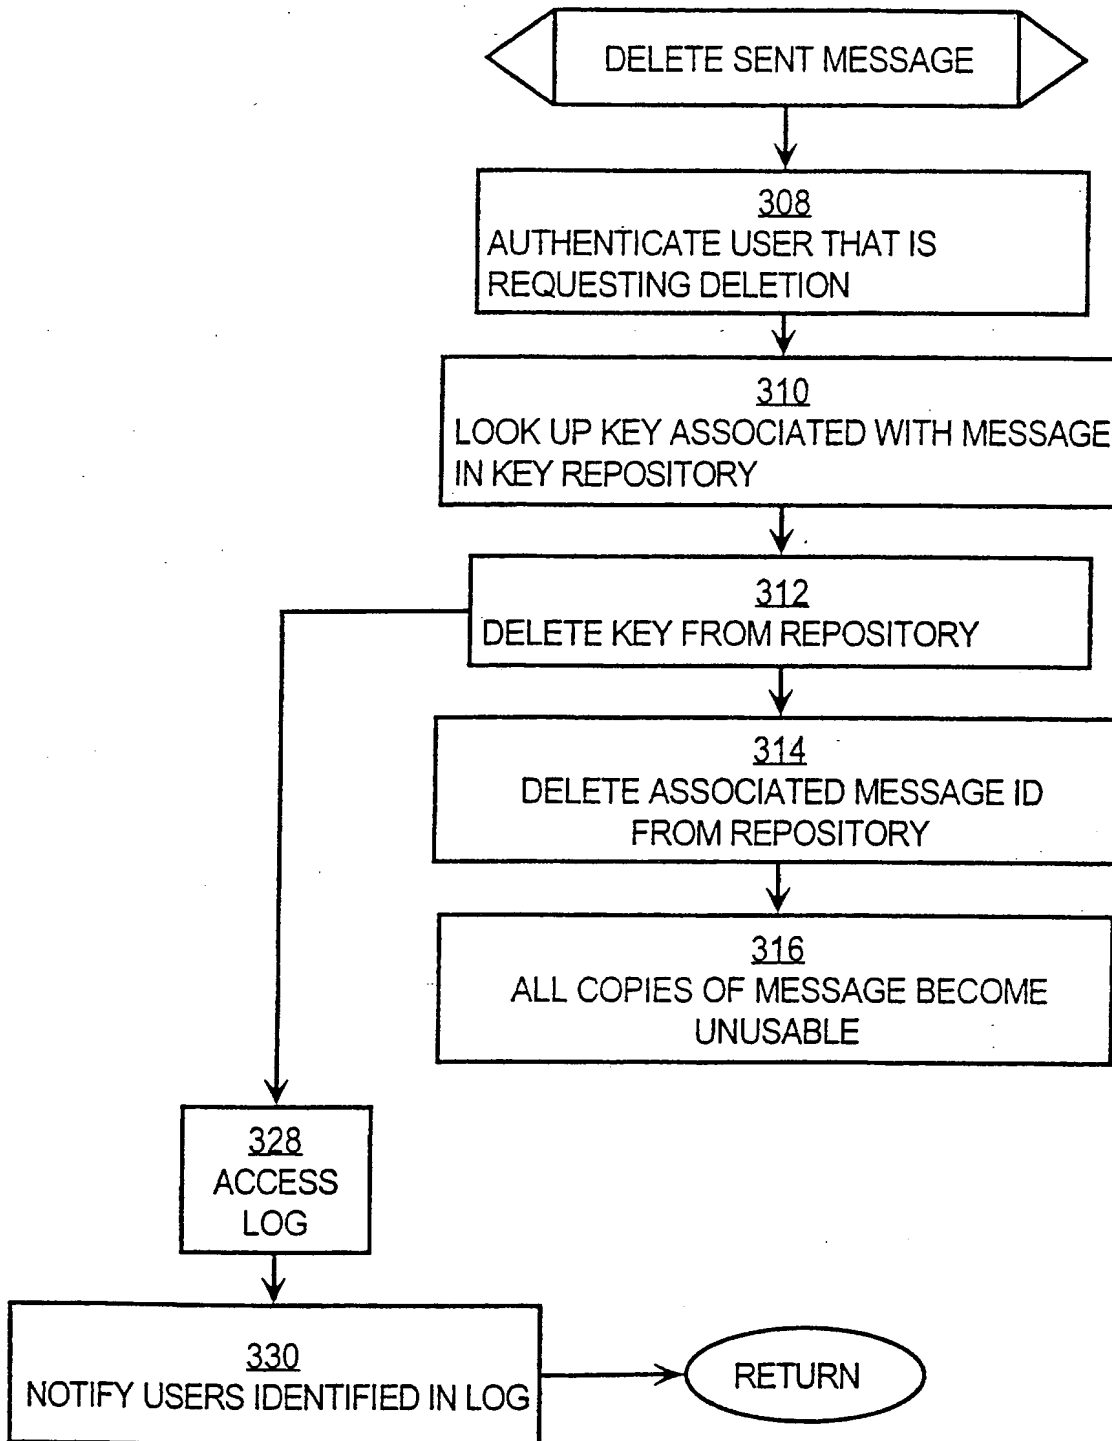 DELETE SENT MESSAGE
308
AUTHENTICATE USER THAT IS
REQUESTING DELETION
310
LOOK UP KEY ASSOCIATED WITH MESSAGE
IN KEY REPOSITORY
312
DELETE KEY FROM REPOSITORY
314
DELETE ASSOCIATED MESSAGE ID
FROM REPOSITORY
316
ALL COPIES OF MESSAGE BECOME
UNUSABLE
328
ACCESS
LOG
330
NOTIFY USERS IDENTIFIED IN LOG
RETURN